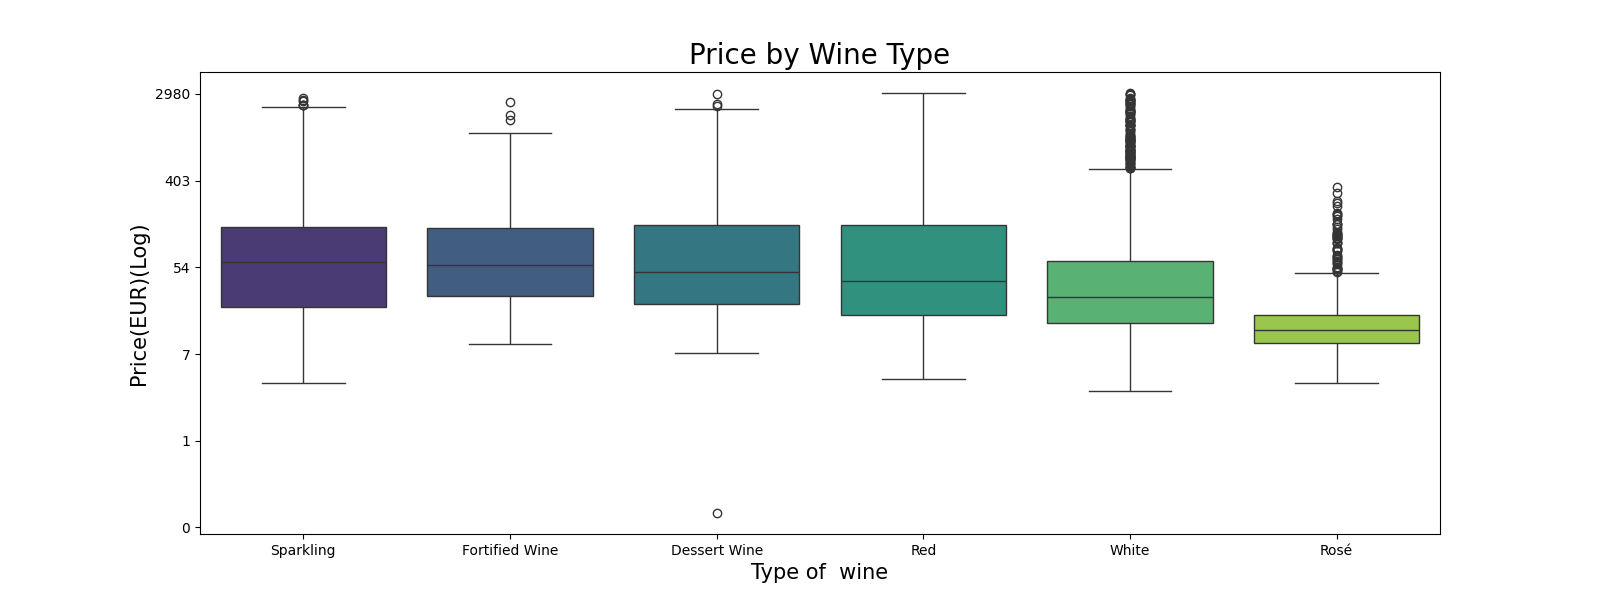 Price by Wine Type
Price(EUR)(Log)
2980
403
54
7
1
0
Sparkling Fortified Wine Dessert Wine Red White Rosé
Type of  wine